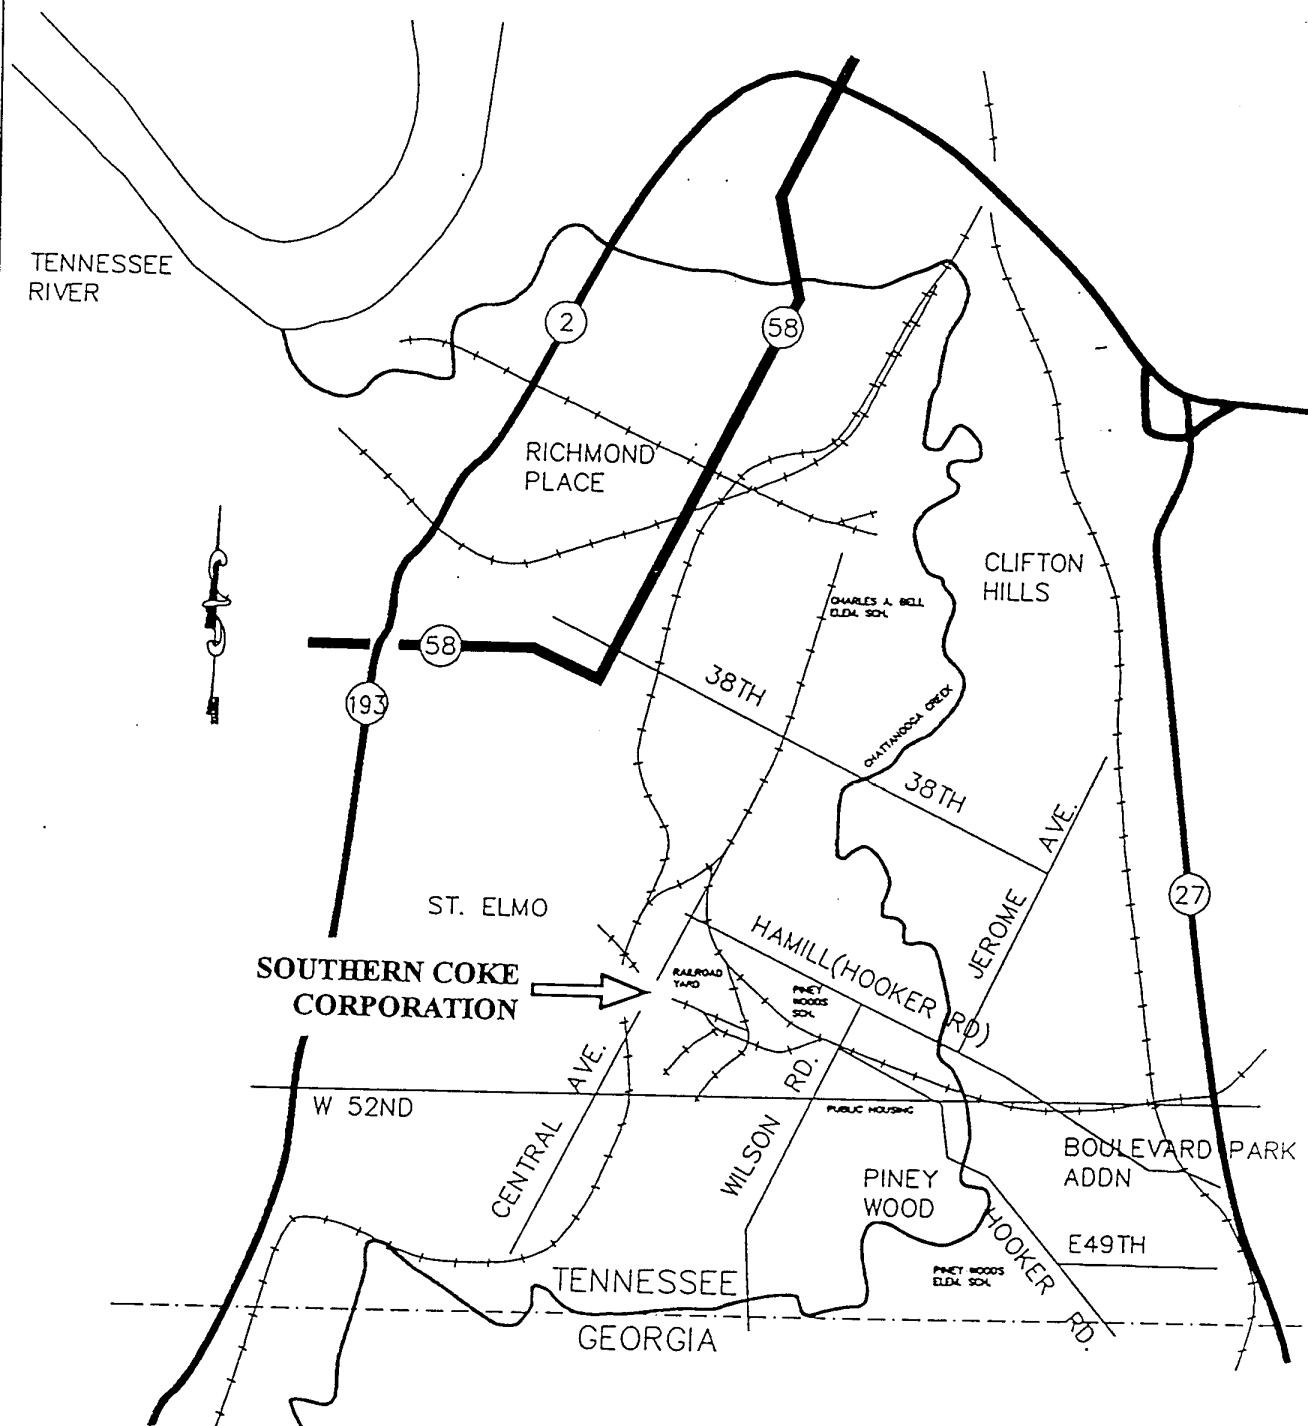 TENNESSEE
RIVER
2
58
RICHMOND
PLACE
CLIFTON
HILLS
CHARLES A. BELL
ELEM. SCH.
58
38TH
193
CHATTANOOGA CREEK
38TH
JEROME AVE.
27
ST. ELMO
HAMILL(HOOKER RD)
SOUTHERN COKE
CORPORATION
RAILROAD
YARD
PINEY
WOODS
SCH.
CENTRAL AVE.
WILSON RD.
W 52ND
PUBLIC HOUSING
BOULEVARD PARK
ADDN
PINEY
WOOD
HOOKER RD.
E49TH
PINEY WOODS
ELEM. SCH.
TENNESSEE
GEORGIA